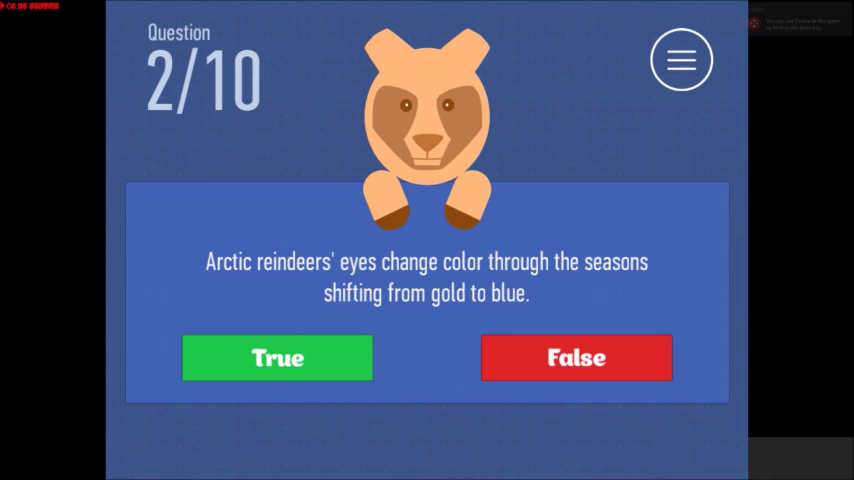 Question
2/10
Arctic reindeers' eyes change color through the seasons
shifting from gold to blue.
True
False